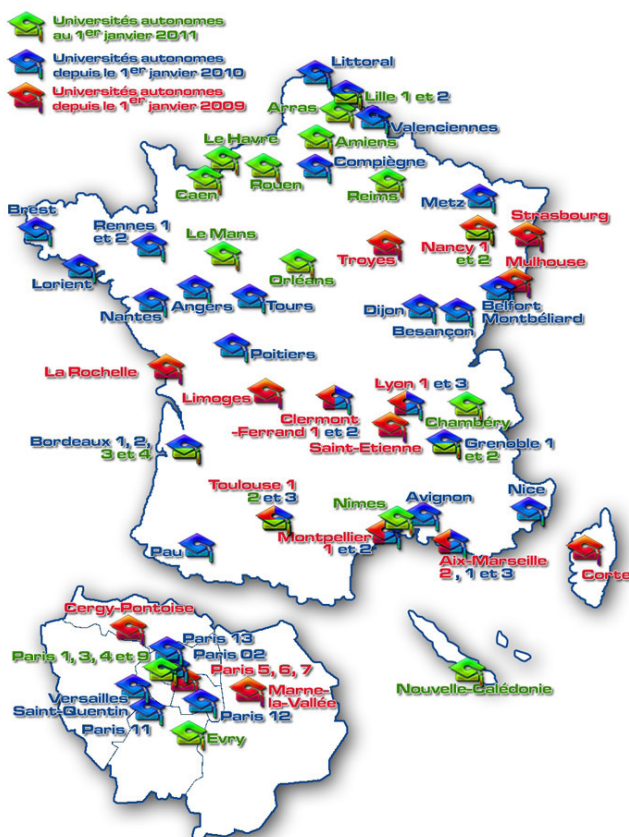 Universités autonomes
au 1er janvier 2011
Universités autonomes
depuis le 1er janvier 2010
Universités autonomes
depuis le 1er janvier 2009
Littoral
Lille 1 et 2
Arras
Valenciennes
Amiens
Le Havre
Compiègne
Caen
Rouen
Reims
Metz
Brest
Rennes 1
et 2
Le Mans
Troyes
Nancy 1
et 2
Strasbourg
Mulhouse
Lorient
Orléans
Nantes
Angers
Tours
Dijon
Besançon
Belfort
Montbéliard
Poitiers
La Rochelle
Limoges
Clermont
-Ferrand 1 et 2
Lyon 1 et 3
Chambéry
Saint-Etienne
Grenoble 1
et 2
Bordeaux 1, 2,
3 et 4
Toulouse 1
2 et 3
Nîmes
Avignon
Nice
Pau
Montpellier
1 et 2
Aix-Marseille
2 , 1 et 3
Corte
Cergy-Pontoise
Paris 13
Paris 02
Paris 1, 3, 4 et 9
Paris 5, 6, 7
Versailles
Saint-Quentin
Marne-
la-Vallée
Paris 12
Paris 11
Evry
Nouvelle-Calédonie